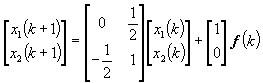 [x₁(k+1) x₂(k+1)] = [0 1/2 -1/2 1] [x₁(k) x₂(k)] + [1 0] f(k)